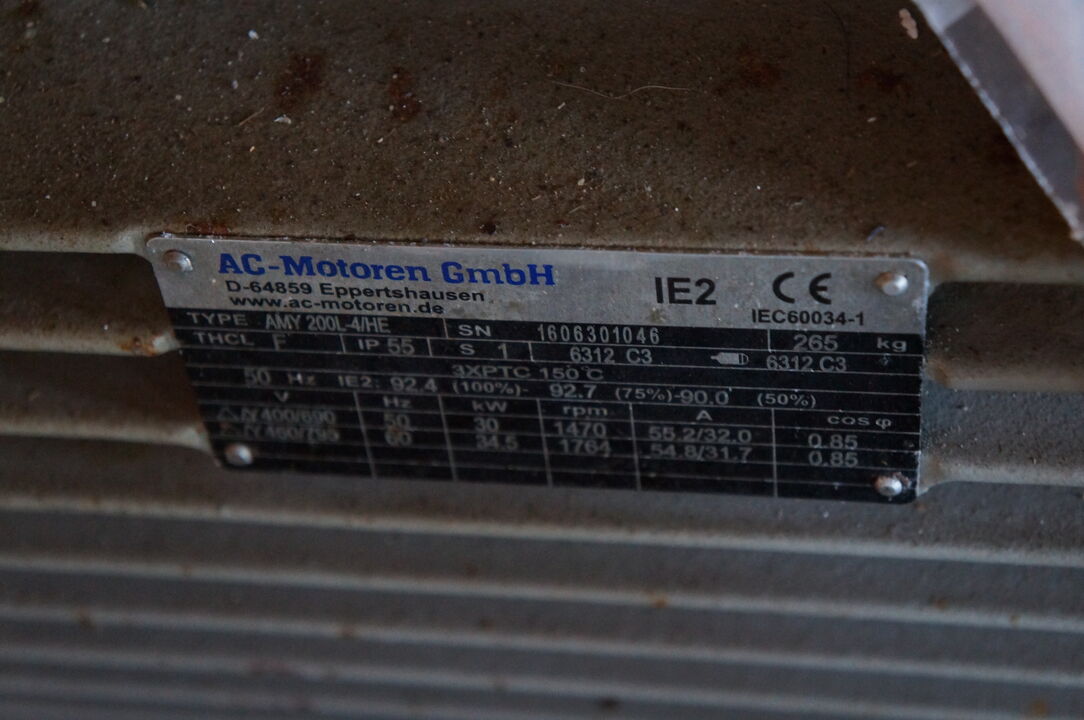 AC-Motoren GmbH
D-64859 Eppertshausen
www.ac-motoren.de
IE2 CE
IEC60034-1
TYPE AMY 200L-4/HE SN 1606301046 265 kg
THCL F IP 55 S 1 6312 C3 6312 C3
3XPTC 150°C
50 Hz IE2: 92.4 (100%)- 92.7 (75%)-90.0 (50%)
V Hz kW rpm A cos φ
△/Y 400/690 50 30 1470 55.2/32.0 0.85
△/Y 460/795 60 34.5 1764 54.8/31.7 0.85